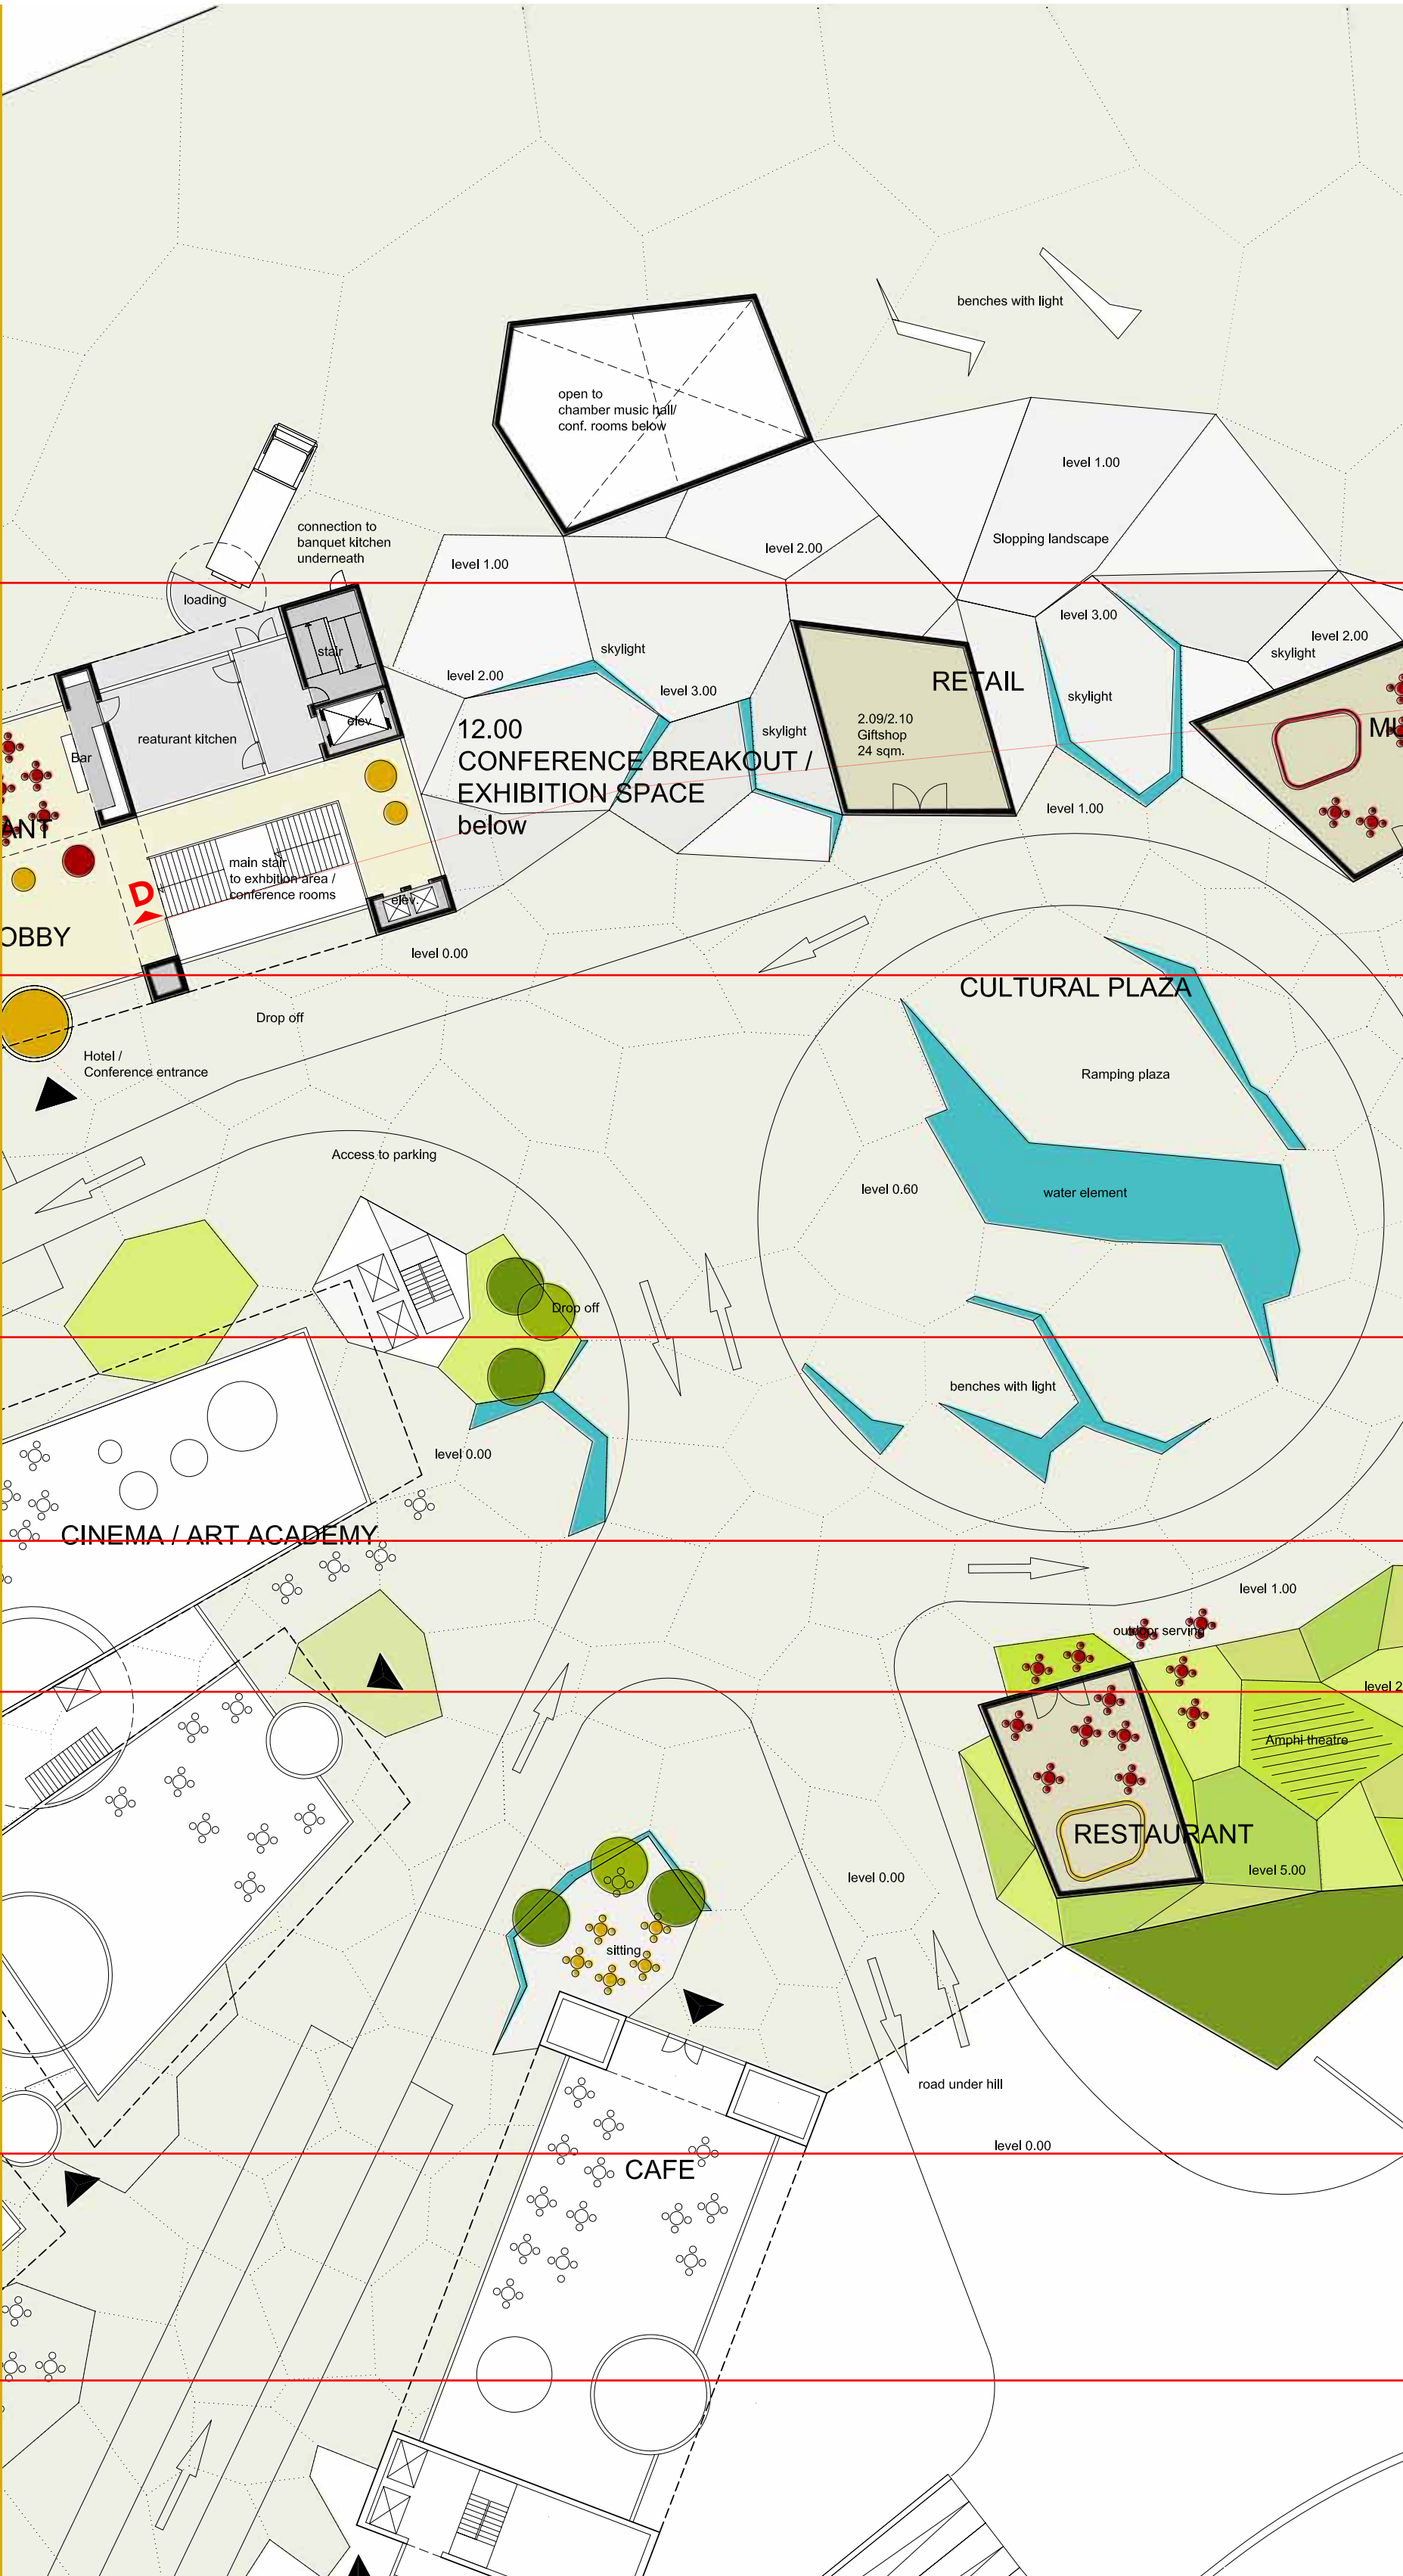 benches with light
open to
chamber music hall/
conf. rooms below
level 1.00
connection to
banquet kitchen
underneath
Slopping landscape
level 2.00
level 1.00
loading
level 3.00
level 2.00
stair
skylight
skylight
level 2.00
RETAIL
level 3.00
skylight
elev.
2.09/2.10
Giftshop
24 sqm.
12.00
CONFERENCE BREAKOUT /
EXHIBITION SPACE
below
skylight
MU
reaturant kitchen
Bar
level 1.00
ANT
main stair
to exhbition area /
conference rooms
D
elev.
OBBY
level 0.00
CULTURAL PLAZA
Drop off
Hotel /
Conference entrance
Ramping plaza
Access to parking
level 0.60
water element
Drop off
benches with light
level 0.00
CINEMA / ART ACADEMY
level 1.00
outdoor serving
level 2
Amphi theatre
RESTAURANT
level 5.00
level 0.00
sitting
road under hill
level 0.00
CAFE